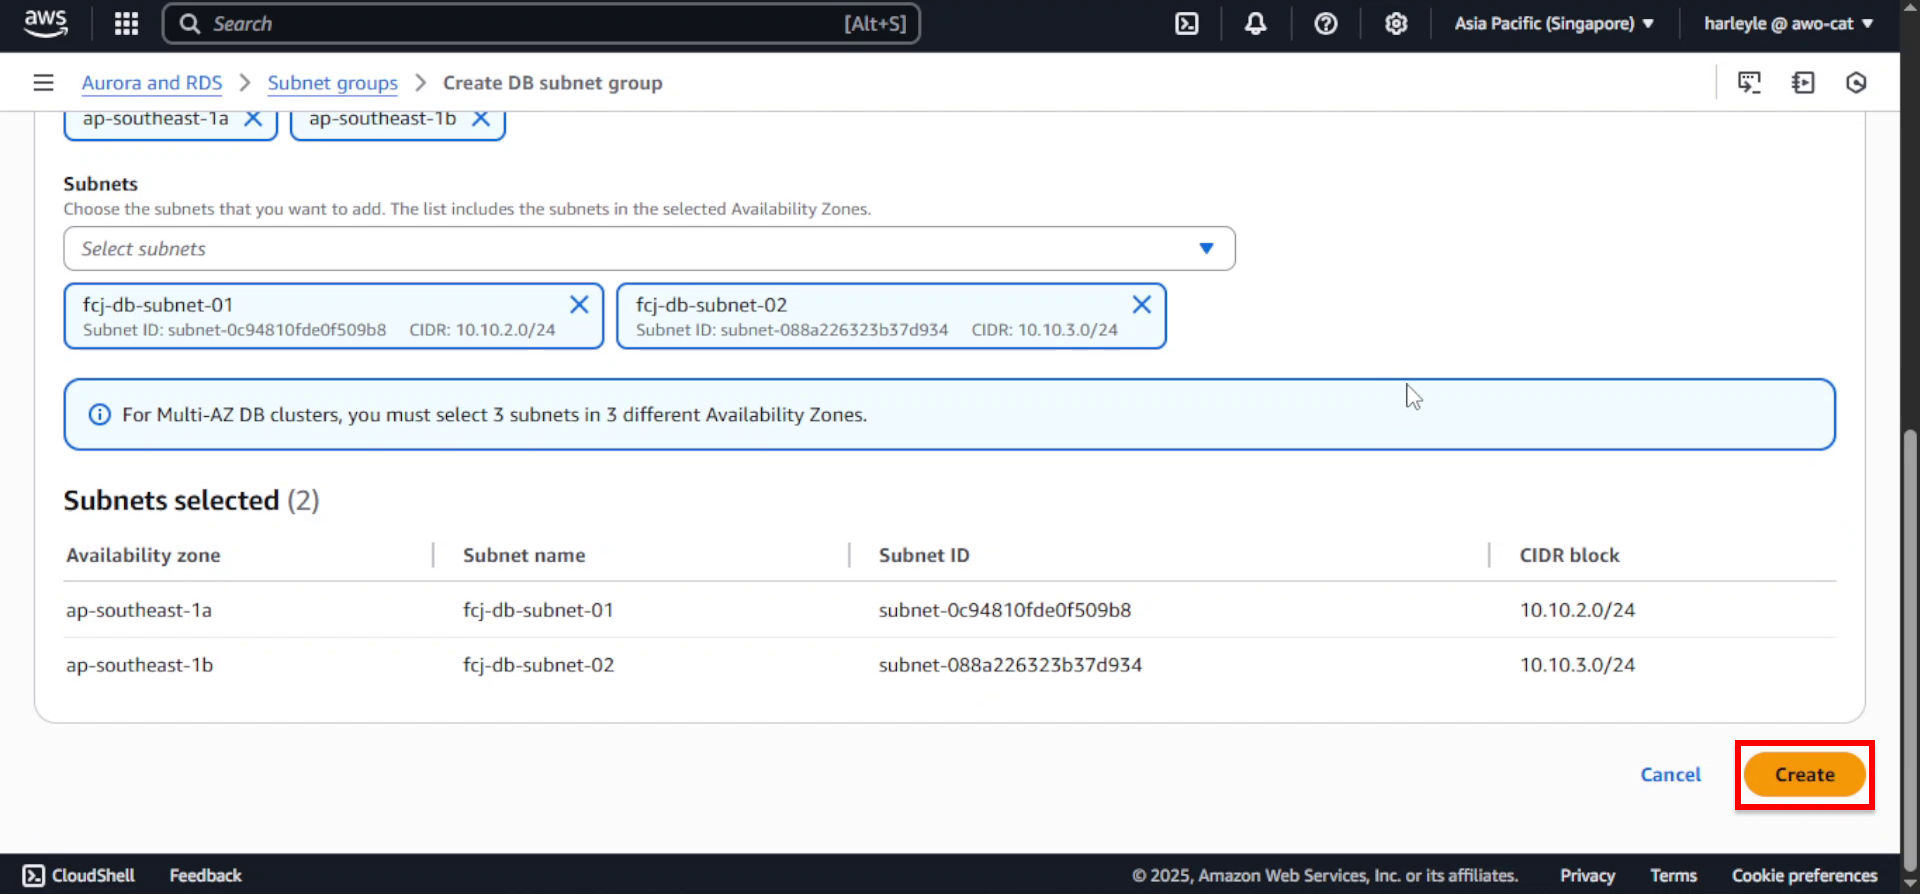 aws
Search [Alt+S]
Asia Pacific (Singapore)
harleyle @ awo-cat
Aurora and RDS > Subnet groups > Create DB subnet group
ap-southeast-1a
ap-southeast-1b
Subnets
Choose the subnets that you want to add. The list includes the subnets in the selected Availability Zones.
Select subnets
fcj-db-subnet-01
Subnet ID: subnet-0c94810fde0f509b8 CIDR: 10.10.2.0/24
fcj-db-subnet-02
Subnet ID: subnet-088a226323b37d934 CIDR: 10.10.3.0/24
For Multi-AZ DB clusters, you must select 3 subnets in 3 different Availability Zones.
Subnets selected (2)
Availability zone Subnet name Subnet ID CIDR block
ap-southeast-1a fcj-db-subnet-01 subnet-0c94810fde0f509b8 10.10.2.0/24
ap-southeast-1b fcj-db-subnet-02 subnet-088a226323b37d934 10.10.3.0/24
Cancel Create
CloudShell Feedback © 2025, Amazon Web Services, Inc. or its affiliates. Privacy Terms Cookie preferences